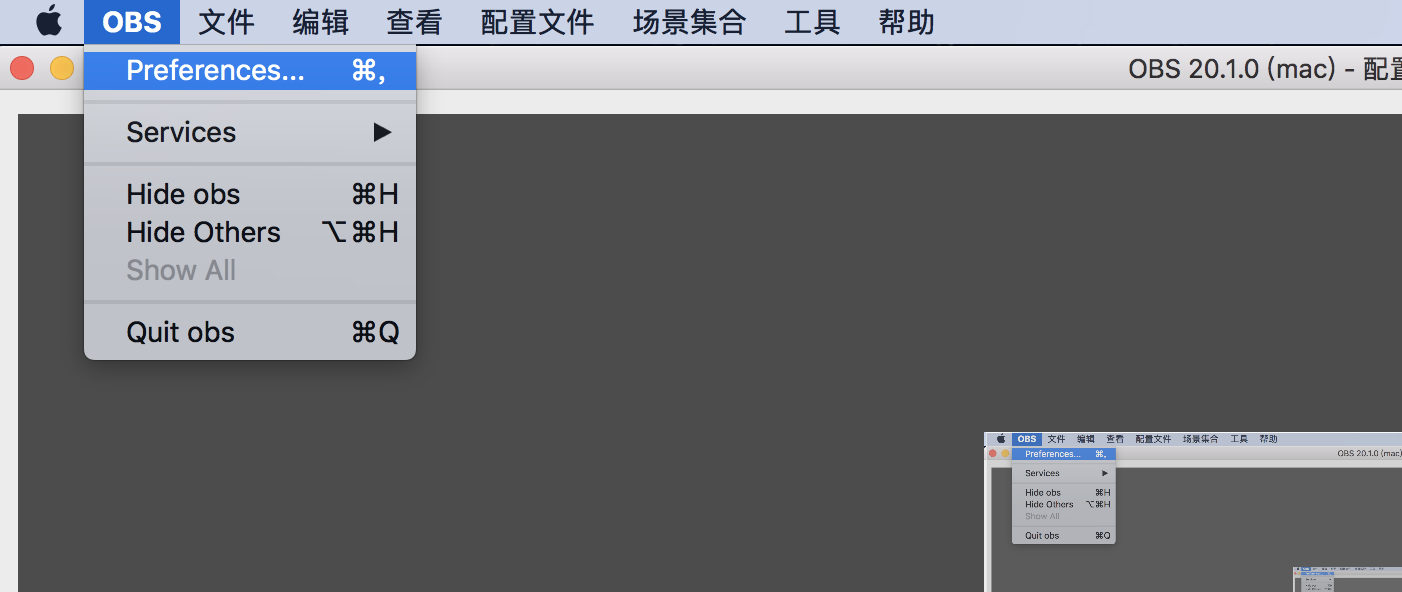 OBS 文件 编辑 查看 配置文件 场景集合 工具 帮助
OBS 20.1.0 (mac) - 配
Preferences... ⌘,
Services ▶
Hide obs ⌘H
Hide Others ⌥⌘H
Show All
Quit obs ⌘Q
OBS 文件 编辑 查看 配置文件 场景集合 工具 帮助
OBS 20.1.0 (mac)
Preferences... ⌘,
Services ▶
Hide obs ⌘H
Hide Others ⌥⌘H
Show All
Quit obs ⌘Q